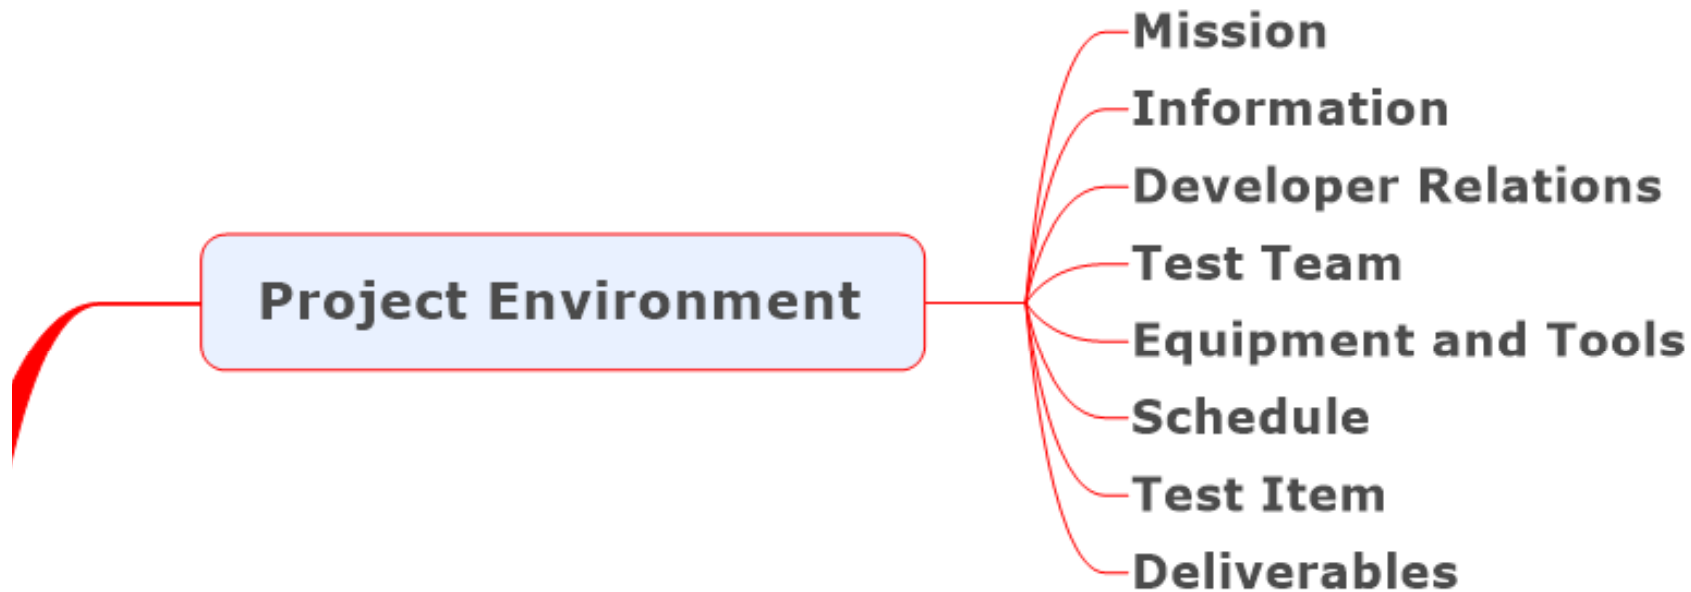 Project Environment
Mission
Information
Developer Relations
Test Team
Equipment and Tools
Schedule
Test Item
Deliverables